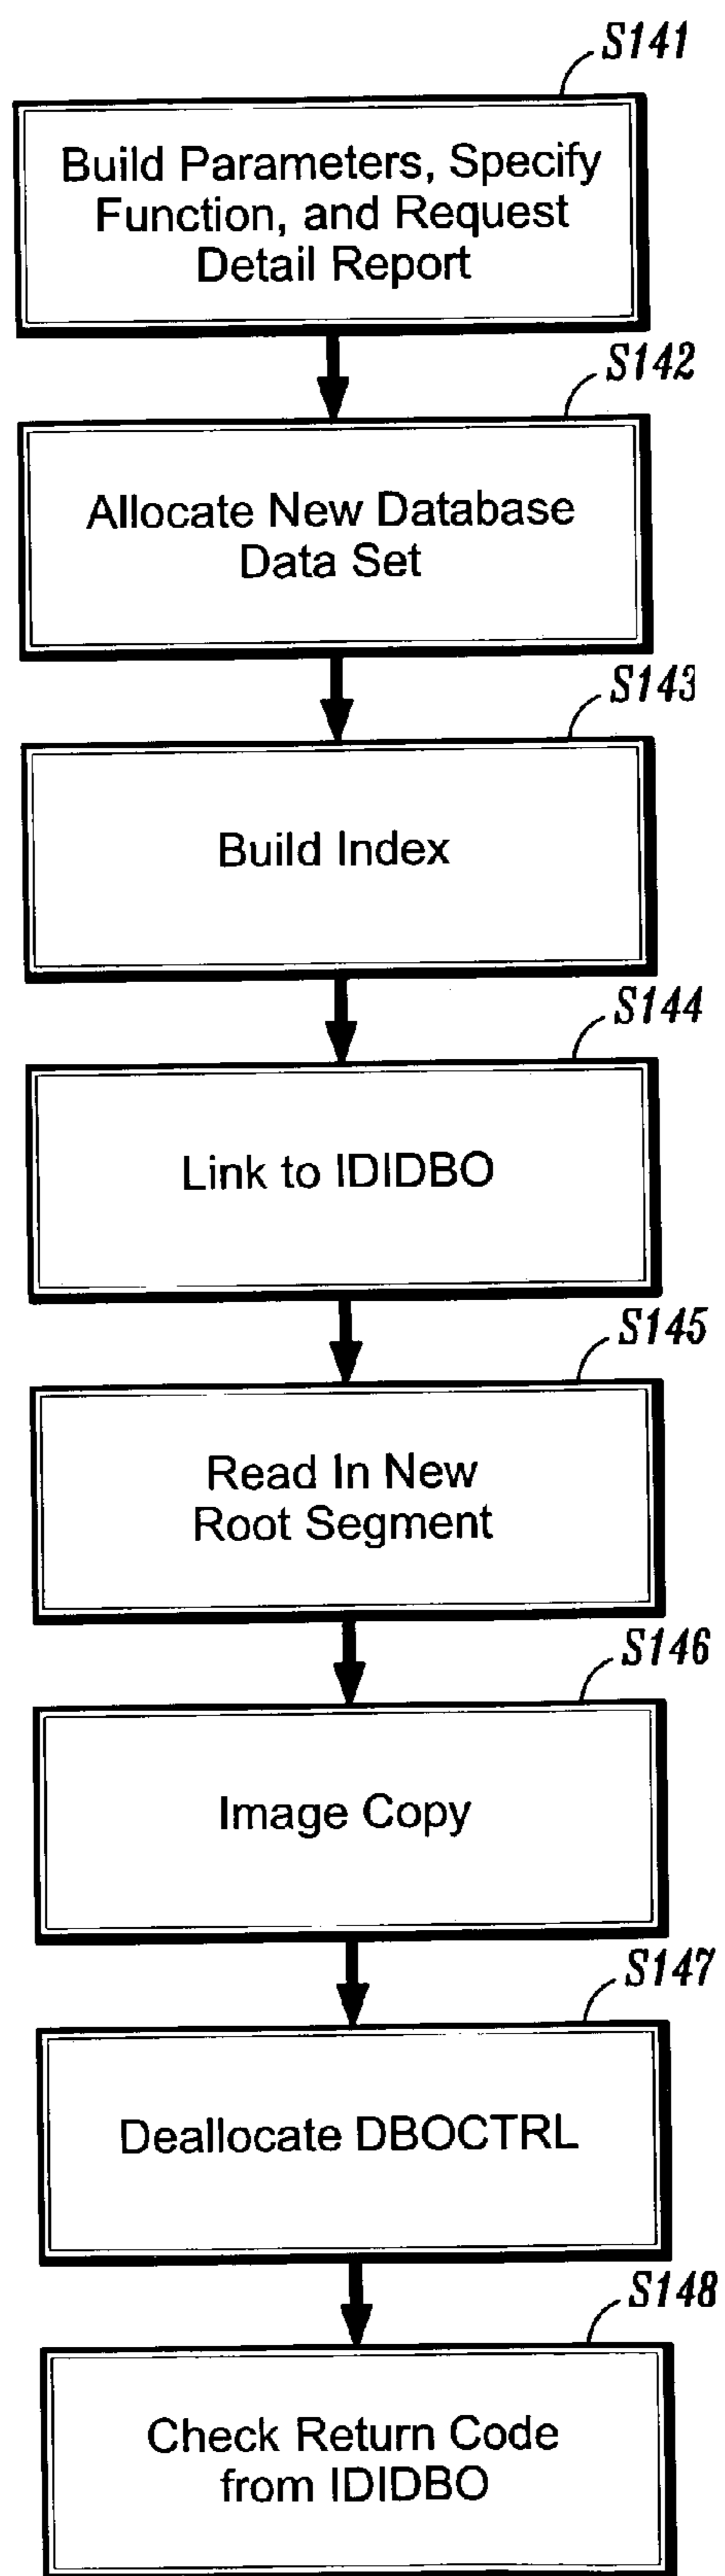 S141
Build Parameters, Specify
Function, and Request
Detail Report
S142
Allocate New Database
Data Set
S143
Build Index
S144
Link to IDIDBO
S145
Read In New
Root Segment
S146
Image Copy
S147
Deallocate DBOCTRL
S148
Check Return Code
from IDIDBO